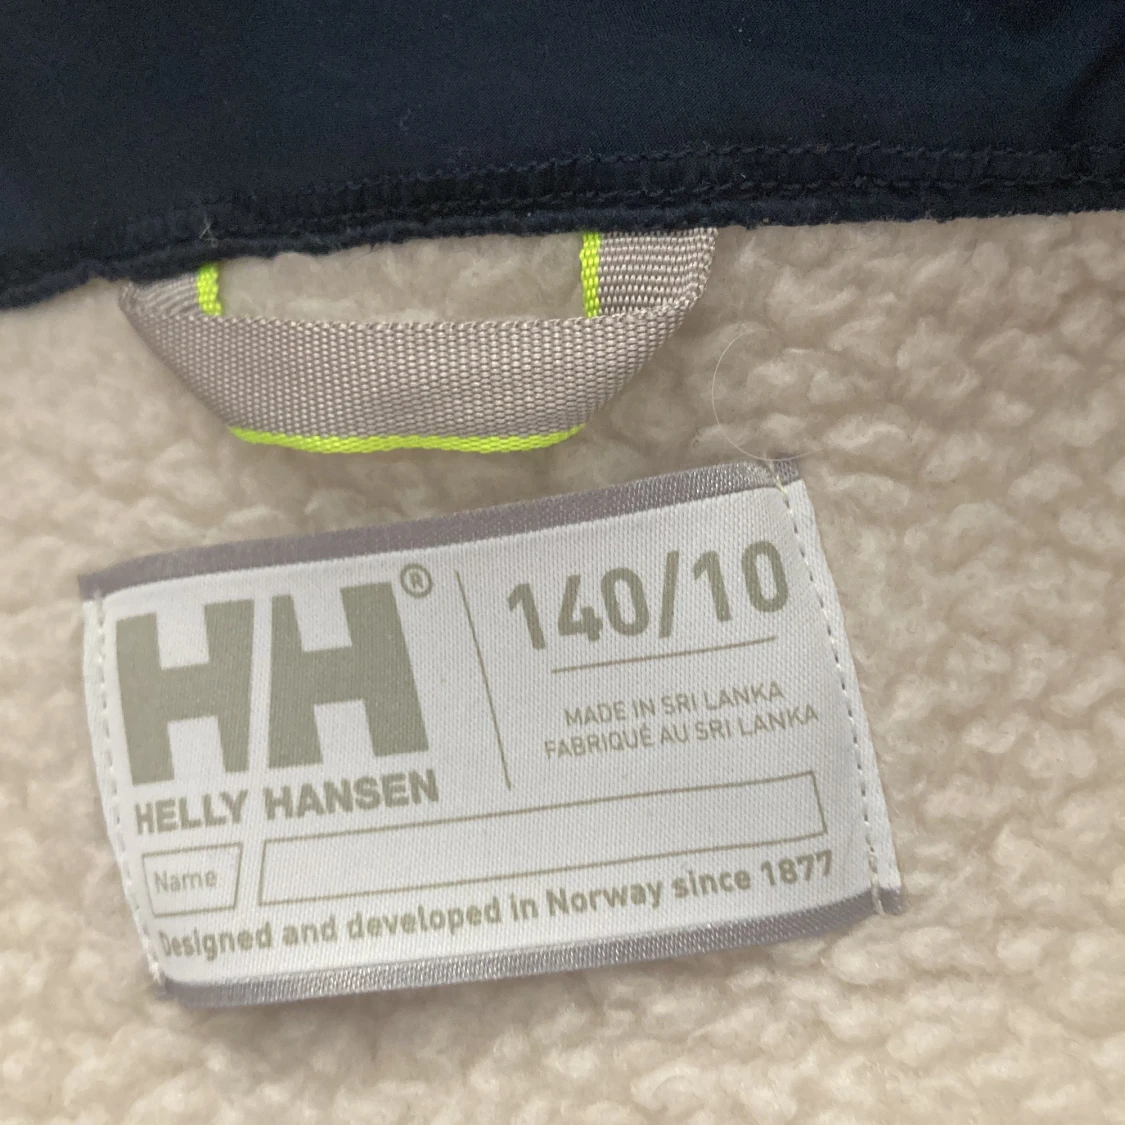 HH®
HELLY HANSEN
140/10
MADE IN SRI LANKA
FABRIQUÉ AU SRI LANKA
Name
Designed and developed in Norway since 1877